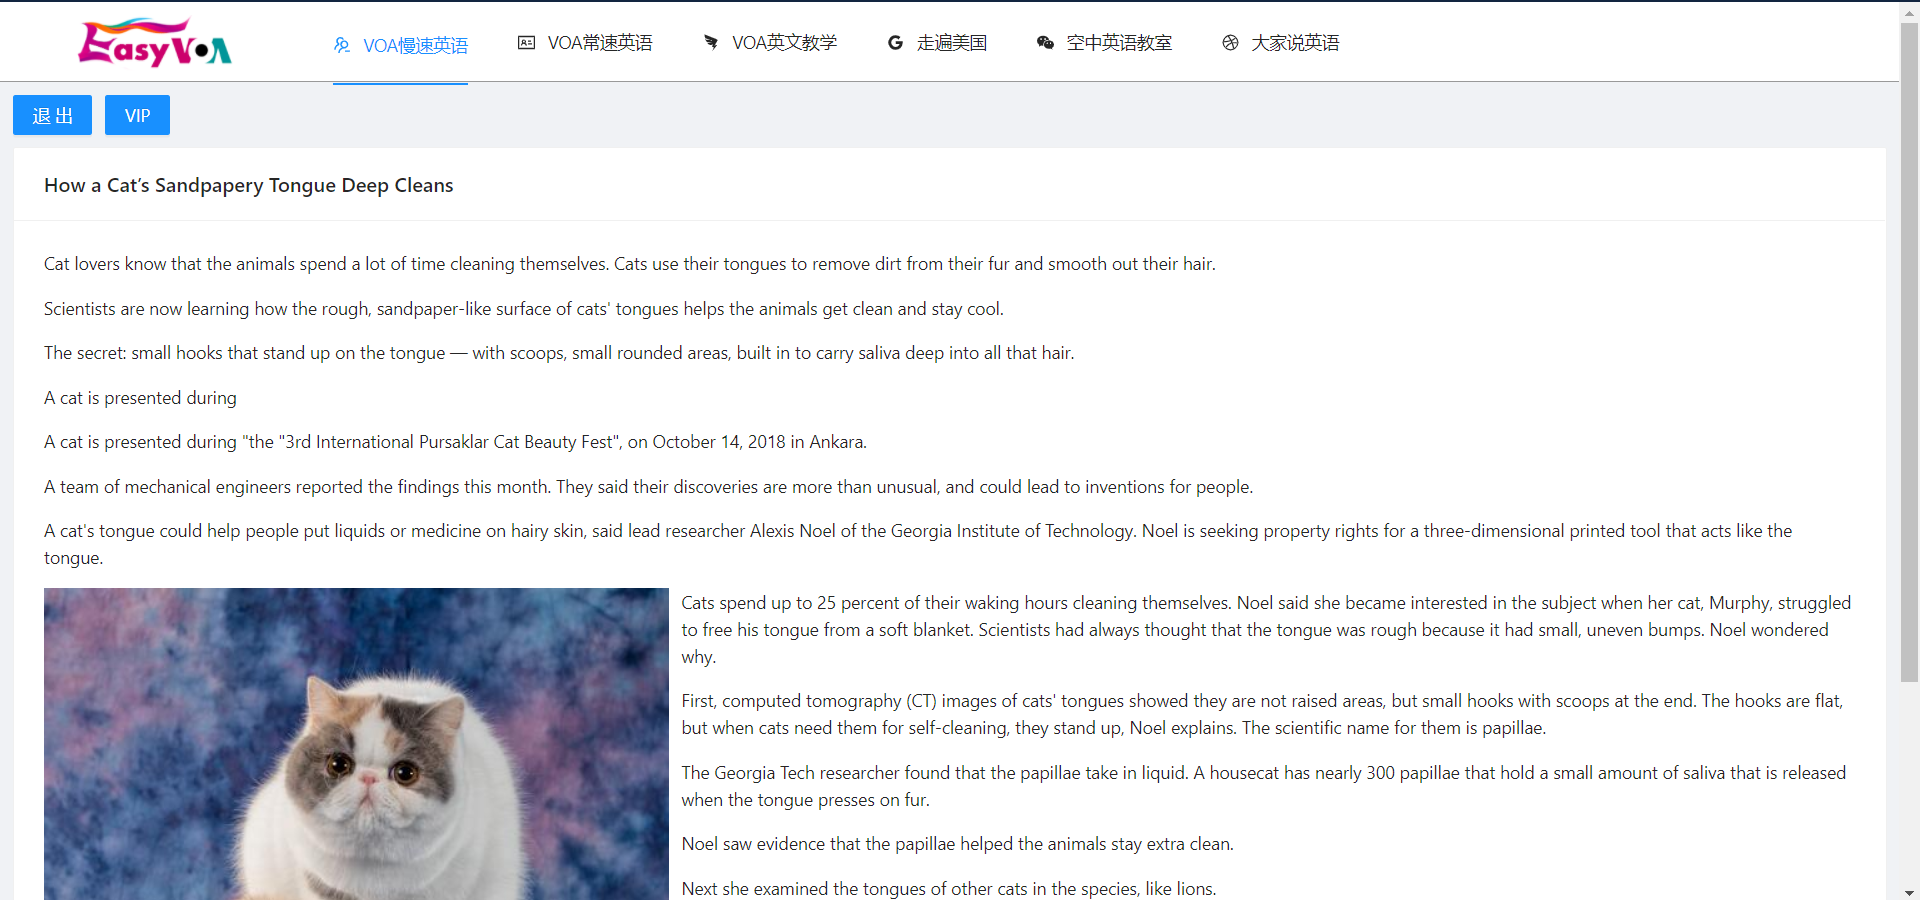 EasyVOA
VOA慢速英语
VOA常速英语
VOA英文教学
走遍美国
空中英语教室
大家说英语
退 出
VIP
How a Cat’s Sandpapery Tongue Deep Cleans
Cat lovers know that the animals spend a lot of time cleaning themselves. Cats use their tongues to remove dirt from their fur and smooth out their hair.
Scientists are now learning how the rough, sandpaper-like surface of cats' tongues helps the animals get clean and stay cool.
The secret: small hooks that stand up on the tongue — with scoops, small rounded areas, built in to carry saliva deep into all that hair.
A cat is presented during
A cat is presented during "the "3rd International Pursaklar Cat Beauty Fest", on October 14, 2018 in Ankara.
A team of mechanical engineers reported the findings this month. They said their discoveries are more than unusual, and could lead to inventions for people.
A cat's tongue could help people put liquids or medicine on hairy skin, said lead researcher Alexis Noel of the Georgia Institute of Technology. Noel is seeking property rights for a three-dimensional printed tool that acts like the
tongue.
Cats spend up to 25 percent of their waking hours cleaning themselves. Noel said she became interested in the subject when her cat, Murphy, struggled
to free his tongue from a soft blanket. Scientists had always thought that the tongue was rough because it had small, uneven bumps. Noel wondered
why.
First, computed tomography (CT) images of cats' tongues showed they are not raised areas, but small hooks with scoops at the end. The hooks are flat,
but when cats need them for self-cleaning, they stand up, Noel explains. The scientific name for them is papillae.
The Georgia Tech researcher found that the papillae take in liquid. A housecat has nearly 300 papillae that hold a small amount of saliva that is released
when the tongue presses on fur.
Noel saw evidence that the papillae helped the animals stay extra clean.
Next she examined the tongues of other cats in the species, like lions.